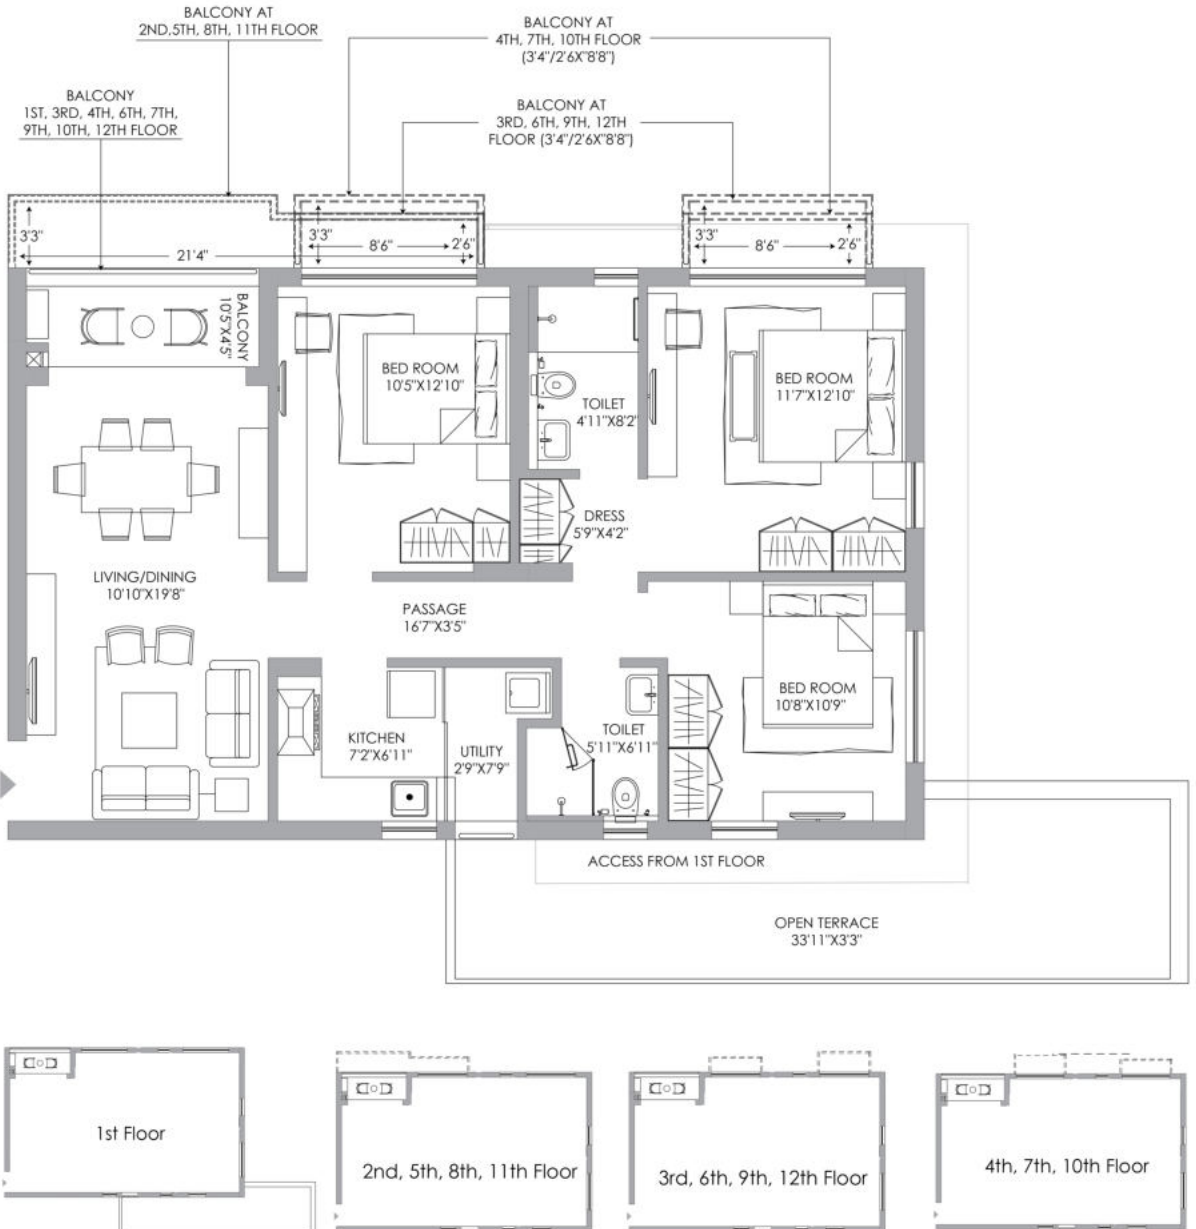 BALCONY AT
2ND,5TH, 8TH, 11TH FLOOR
BALCONY AT
4TH, 7TH, 10TH FLOOR
(3'4"/2'6X"8'8")
BALCONY
1ST, 3RD, 4TH, 6TH, 7TH,
9TH, 10TH, 12TH FLOOR
BALCONY AT
3RD, 6TH, 9TH, 12TH
FLOOR (3'4"/2'6X"8'8")
3'3"
21'4"
3'3"
8'6"
2'6"
3'3"
8'6"
2'6"
BALCONY
10'5"X4'5"
BED ROOM
10'5"X12'10"
TOILET
4'11"X8'2"
BED ROOM
11'7"X12'10"
DRESS
5'9"X4'2"
LIVING/DINING
10'10"X19'8"
PASSAGE
16'7"X3'5"
BED ROOM
10'8"X10'9"
KITCHEN
7'2"X6'11"
UTILITY
2'9"X7'9"
TOILET
5'11"X6'11"
ACCESS FROM 1ST FLOOR
OPEN TERRACE
33'11"X3'3"
1st Floor
2nd, 5th, 8th, 11th Floor
3rd, 6th, 9th, 12th Floor
4th, 7th, 10th Floor